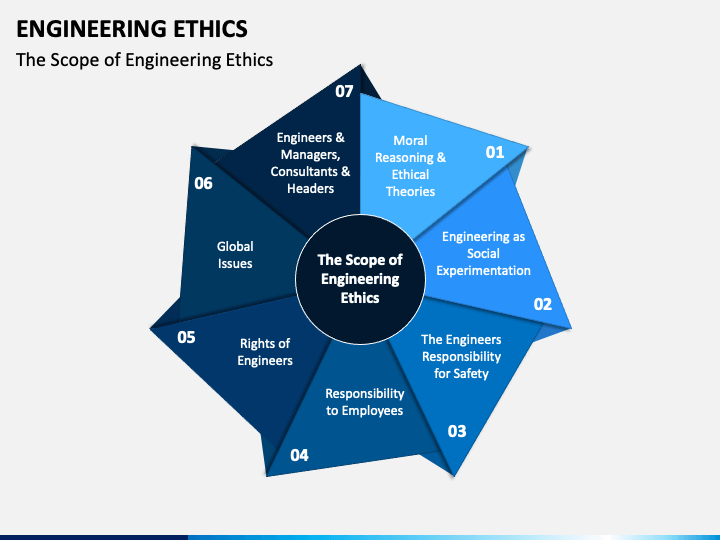 ENGINEERING ETHICS
The Scope of Engineering Ethics
07
Engineers &
Managers,
Consultants &
Headers
Moral
Reasoning &
Ethical
Theories
01
06
Global
Issues
Engineering as
Social
Experimentation
02
The Scope of
Engineering
Ethics
05
Rights of
Engineers
The Engineers
Responsibility
for Safety
03
Responsibility
to Employees
04